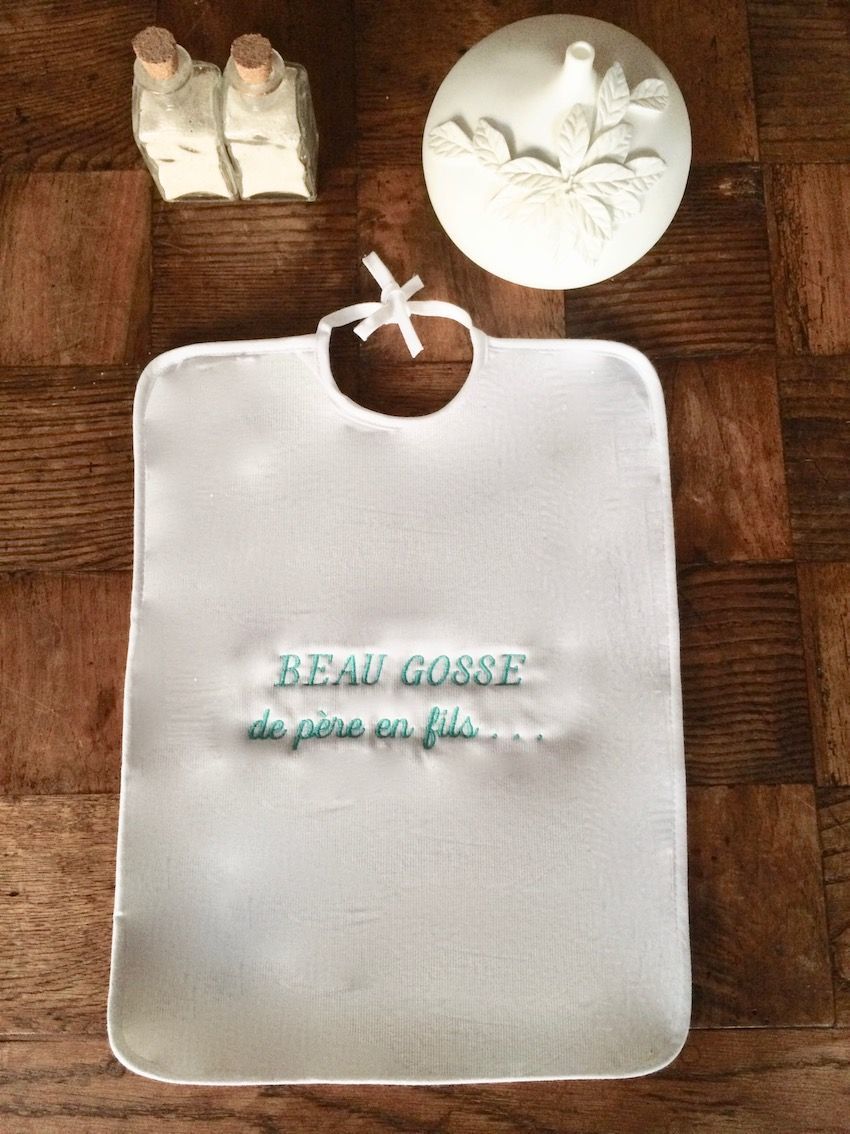 BEAU GOSSE
de père en fils . . .